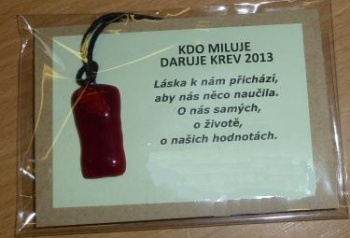 KDO MILUJE
DARUJE KREV 2013
Láska k nám přichází,
aby nás něco naučila.
O nás samých,
o životě,
o našich hodnotách.